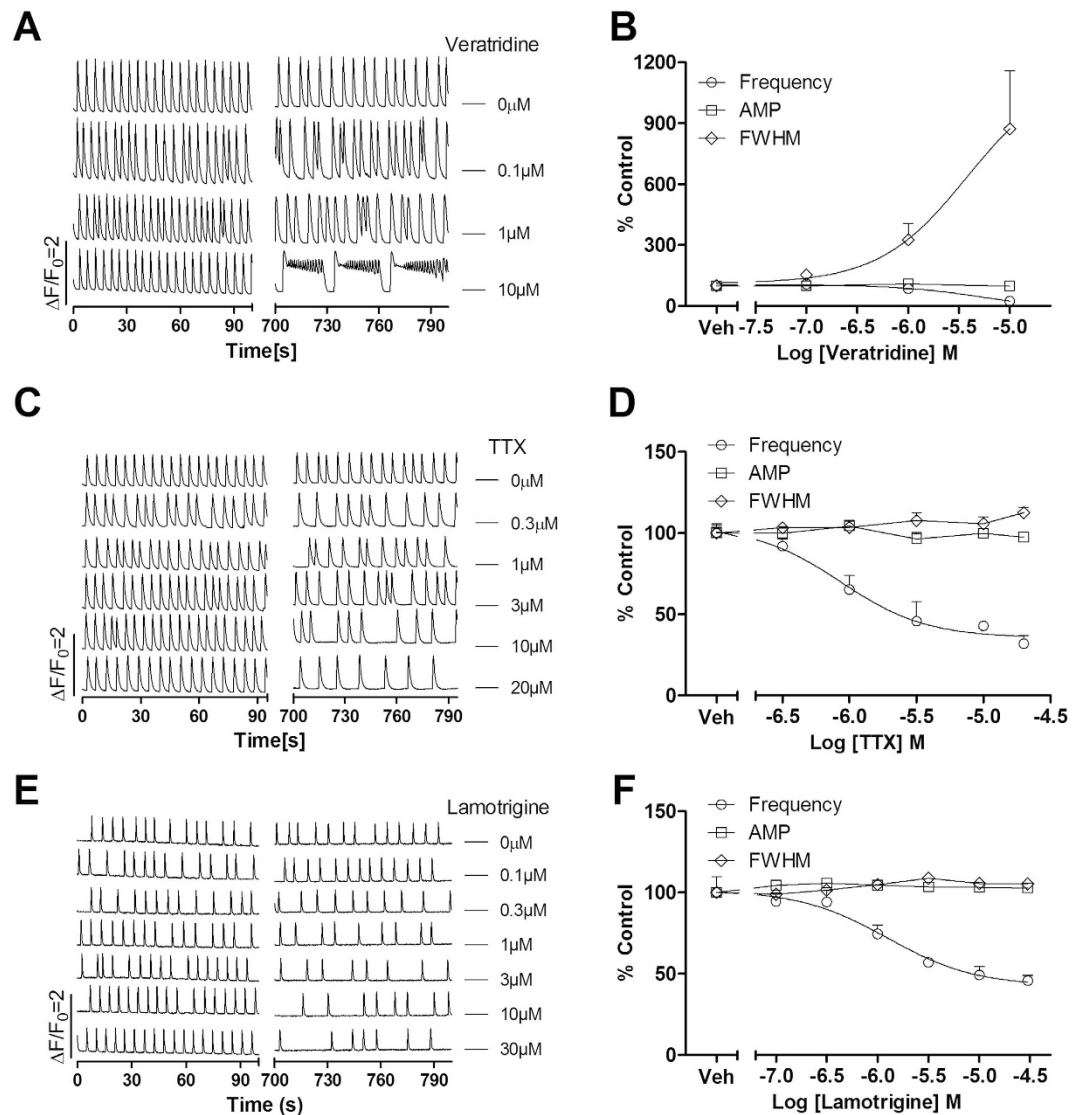 A
Veratridine
0μM
0.1μM
1μM
10μM
ΔF/F0=2
0 30 60 90 700 730 760 790
Time[s]
B
1200
900
600
300
0
% Control
Frequency
AMP
FWHM
Veh -7.5 -7.0 -6.5 -6.0 -5.5 -5.0
Log [Veratridine] M
C
TTX
0μM
0.3μM
1μM
3μM
10μM
20μM
ΔF/F0=2
0 30 60 90 700 730 760 790
Time[s]
D
150
100
50
0
% Control
Frequency
AMP
FWHM
Veh -6.5 -6.0 -5.5 -5.0 -4.5
Log [TTX] M
E
Lamotrigine
0μM
0.1μM
0.3μM
1μM
3μM
10μM
30μM
ΔF/F0=2
0 30 60 90 700 730 760 790
Time (s)
F
150
100
50
0
% Control
Frequency
AMP
FWHM
Veh -7.0 -6.5 -6.0 -5.5 -5.0 -4.5
Log [Lamotrigine] M